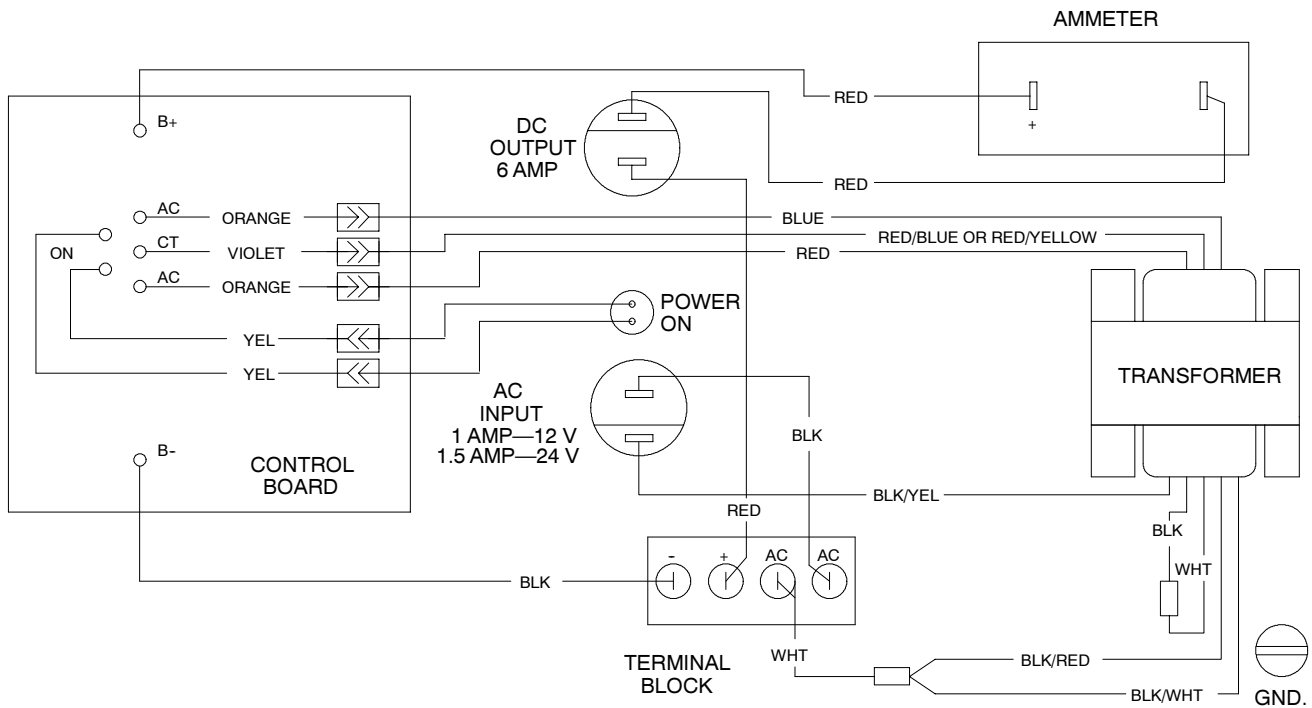 AMMETER
RED
+
B+
DC
OUTPUT
6 AMP
RED
AC
ORANGE
BLUE
ON
CT
VIOLET
RED/BLUE OR RED/YELLOW
RED
AC
ORANGE
POWER
ON
YEL
YEL
TRANSFORMER
AC
INPUT
1 AMP—12 V
1.5 AMP—24 V
BLK
B-
CONTROL
BOARD
BLK/YEL
RED
BLK
- + AC AC
WHT
BLK
TERMINAL
BLOCK
WHT
BLK/RED
BLK/WHT
GND.